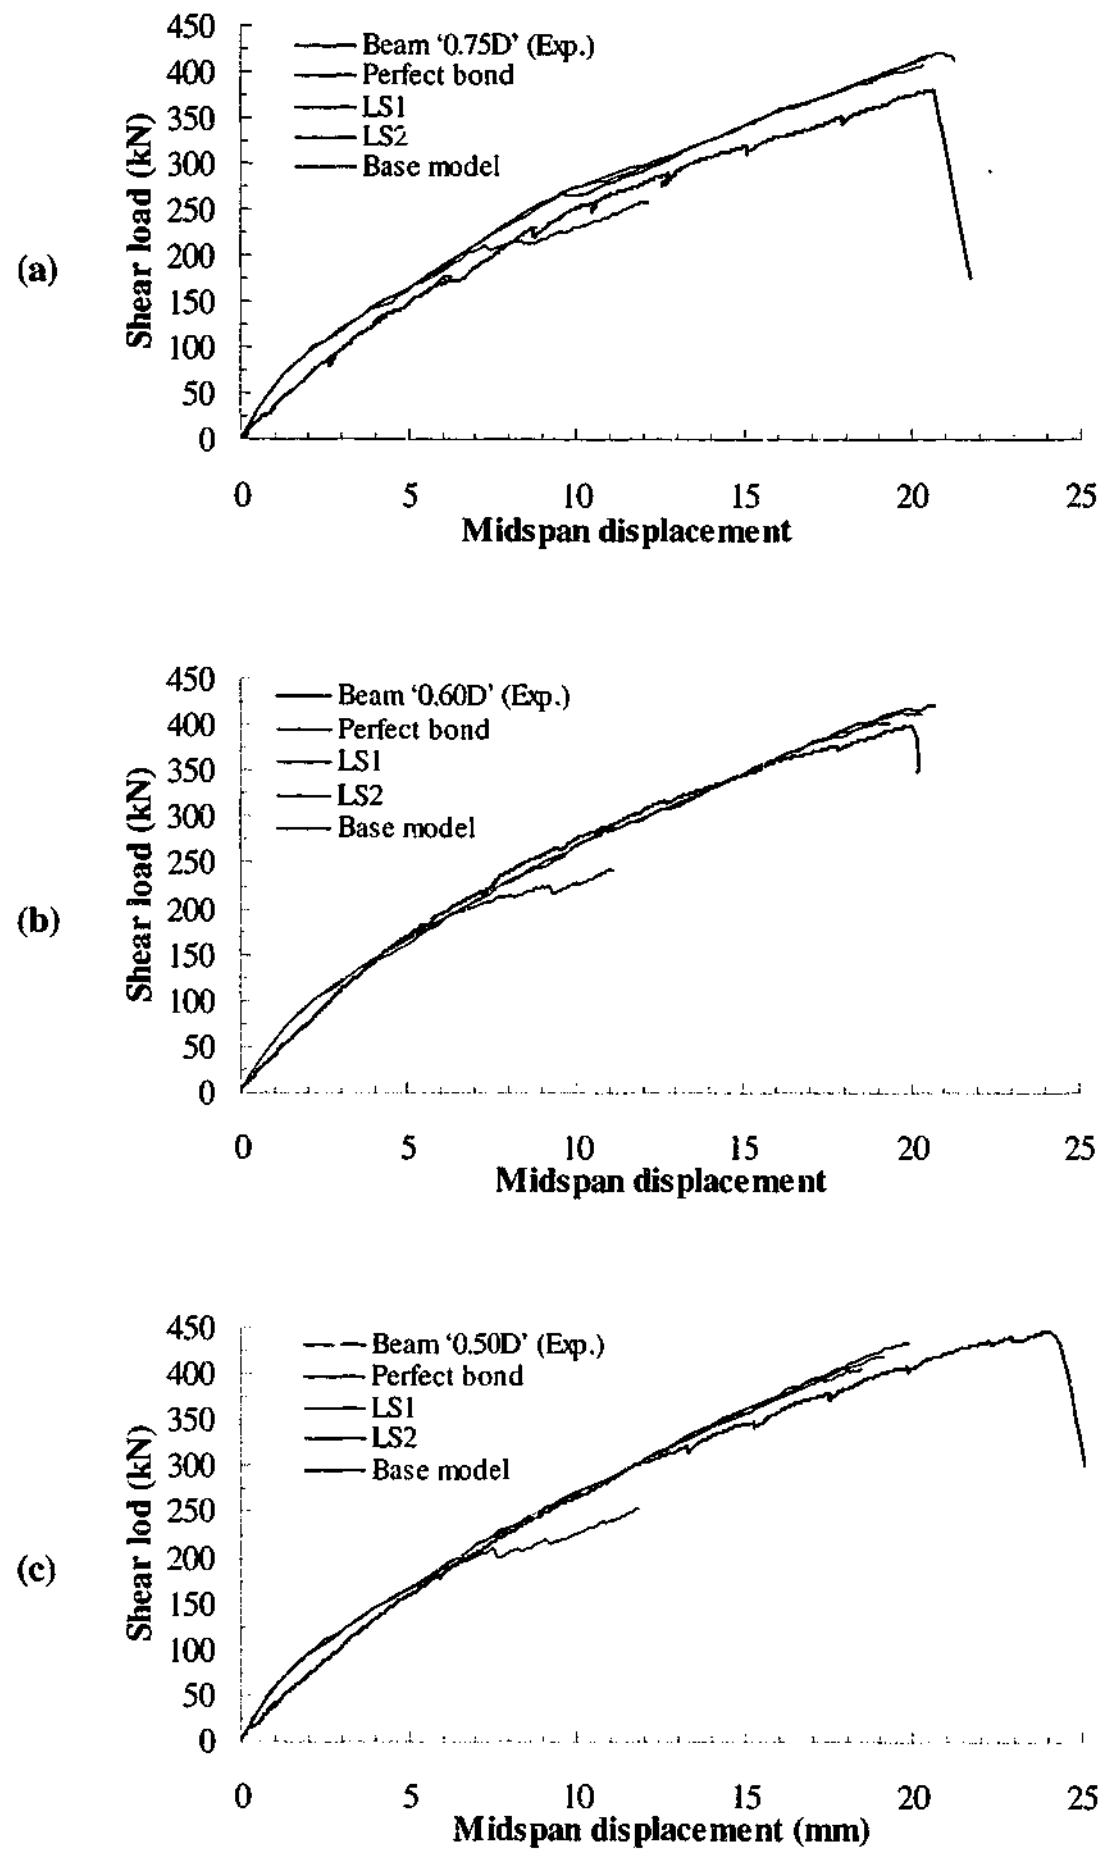 (a)
Shear load (kN)
450
400
350
300
250
200
150
100
50
0
Beam ‘0.75D’ (Exp.)
Perfect bond
LS1
LS2
Base model
0 5 10 15 20 25
Midspan displacement
(b)
Shear load (kN)
450
400
350
300
250
200
150
100
50
0
Beam ‘0.60D’ (Exp.)
Perfect bond
LS1
LS2
Base model
0 5 10 15 20 25
Midspan displacement
(c)
Shear lod (kN)
450
400
350
300
250
200
150
100
50
0
Beam ‘0.50D’ (Exp.)
Perfect bond
LS1
LS2
Base model
0 5 10 15 20 25
Midspan displacement (mm)